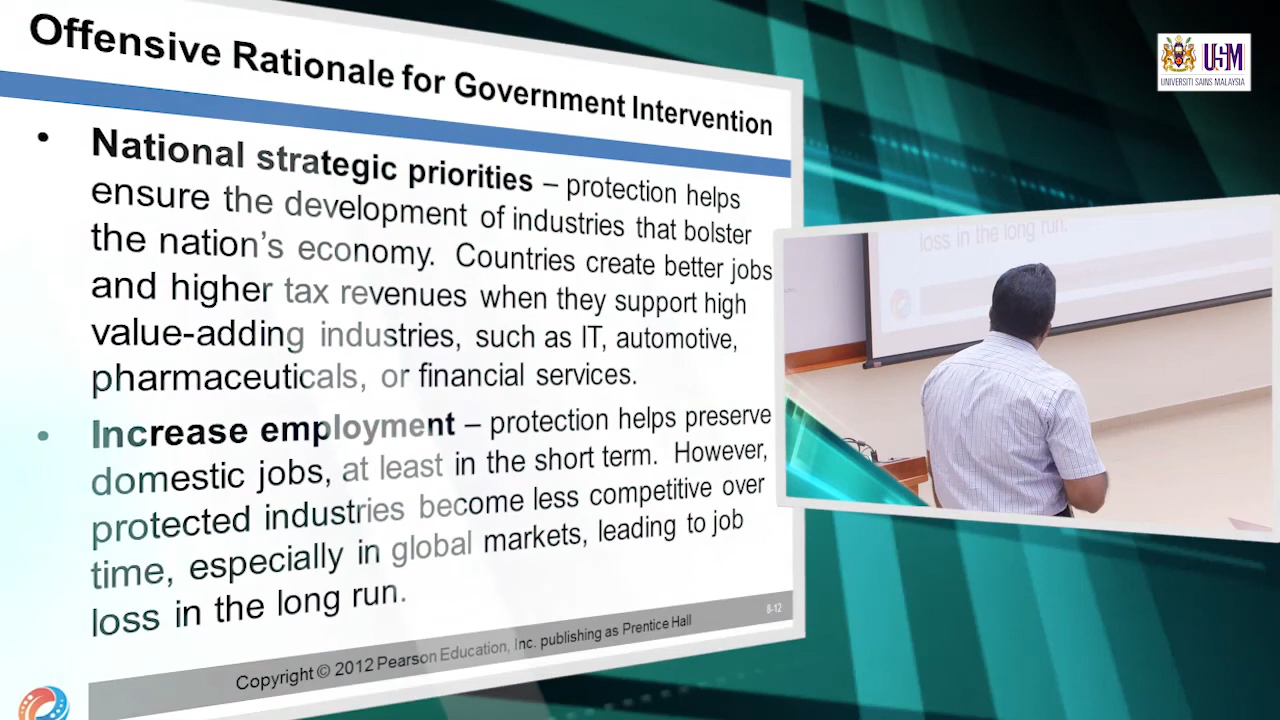 Offensive Rationale for Government Intervention
• National strategic priorities – protection helps
ensure the development of industries that bolster
the nation's economy. Countries create better jobs
and higher tax revenues when they support high
value-adding industries, such as IT, automotive,
pharmaceuticals, or financial services.
• Increase employment – protection helps preserve
domestic jobs, at least in the short term. However,
protected industries become less competitive over
time, especially in global markets, leading to job
loss in the long run.
8-12
Copyright © 2012 Pearson Education, Inc. publishing as Prentice Hall
USM
UNIVERSITI SAINS MALAYSIA
loss in the long run.